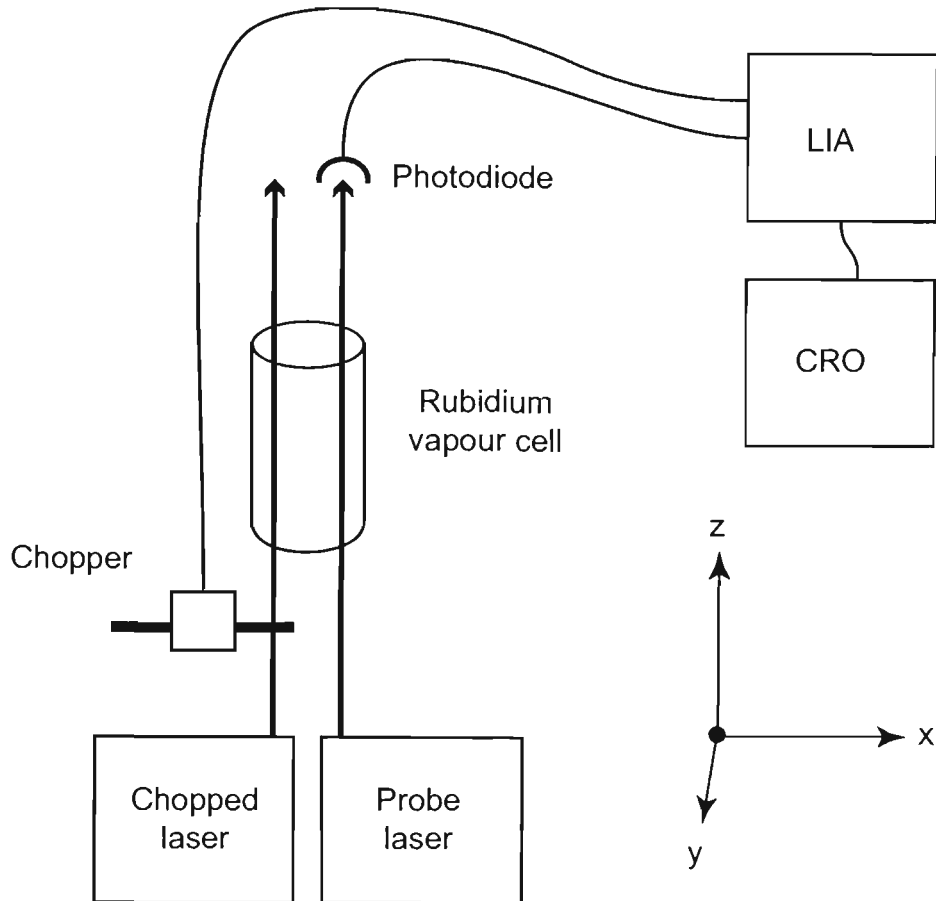 LIA
Photodiode
CRO
Rubidium
vapour cell
Chopper
z
x
y
Chopped
laser
Probe
laser